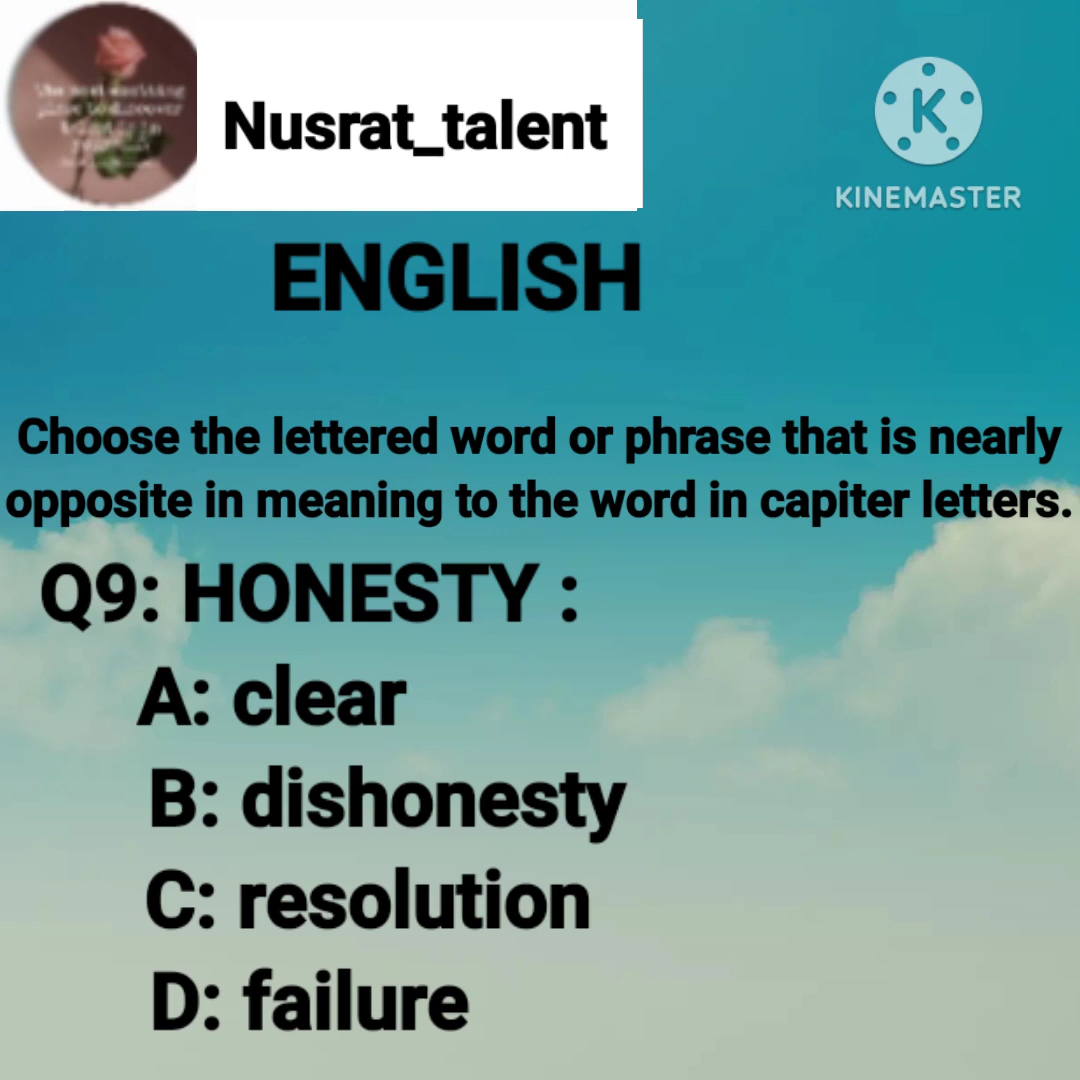 Nusrat_talent
KINEMASTER
ENGLISH
Choose the lettered word or phrase that is nearly
opposite in meaning to the word in capiter letters.
Q9: HONESTY :
A: clear
B: dishonesty
C: resolution
D: failure